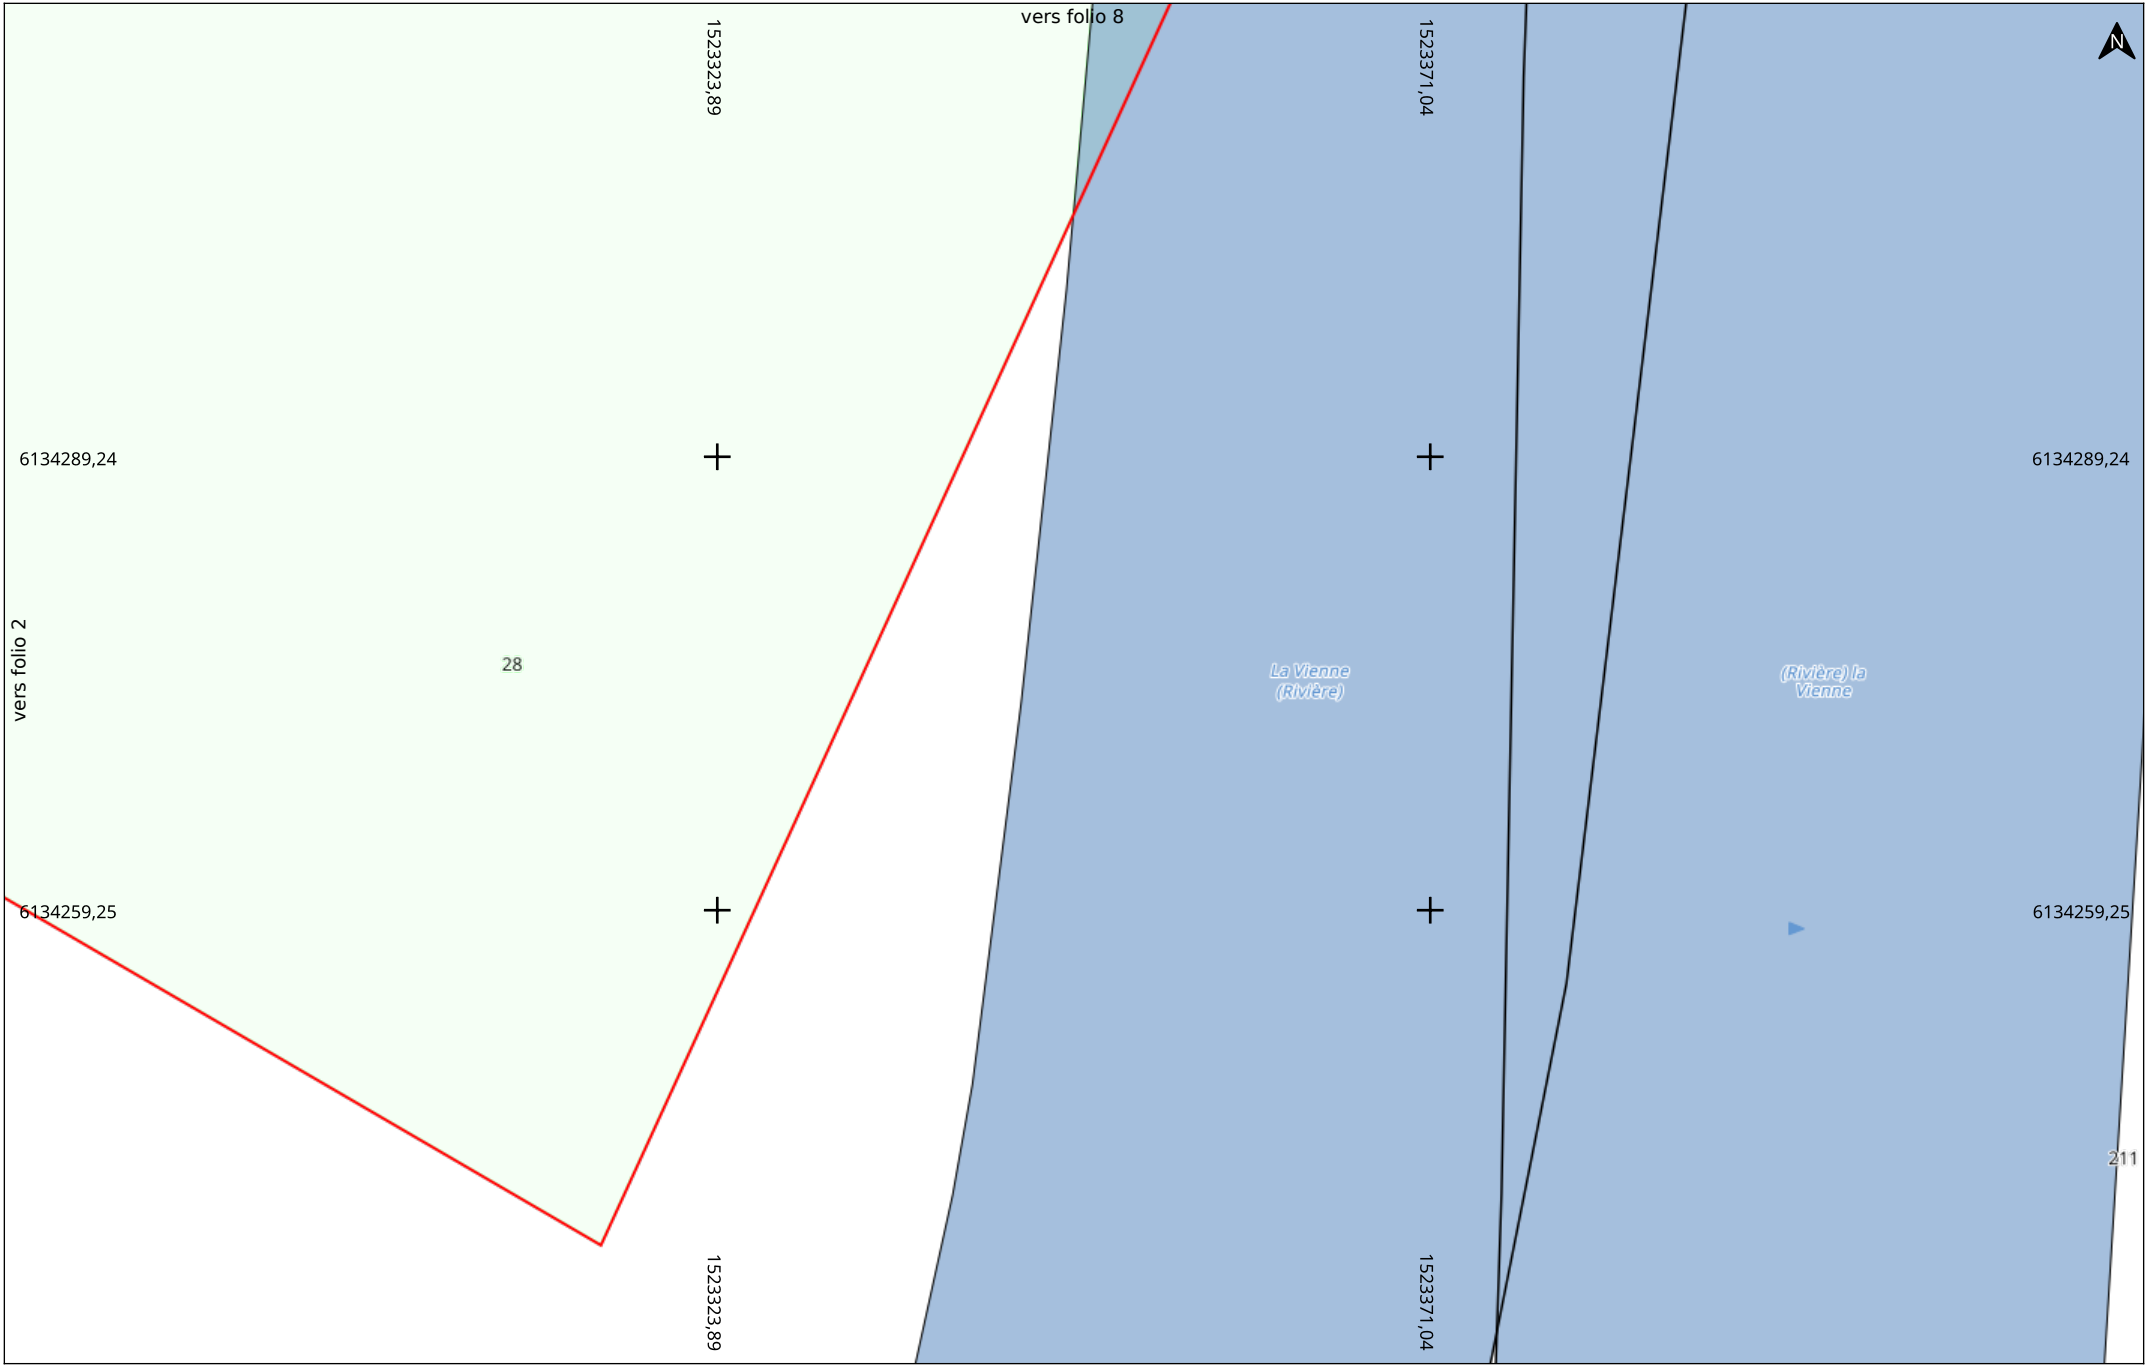 vers folio 8
1523323,89
1523371,04
N
6134289,24
6134289,24
vers folio 2
28
La Vienne
(Rivière)
(Rivière) la
Vienne
6134259,25
6134259,25
211
1523323,89
1523371,04